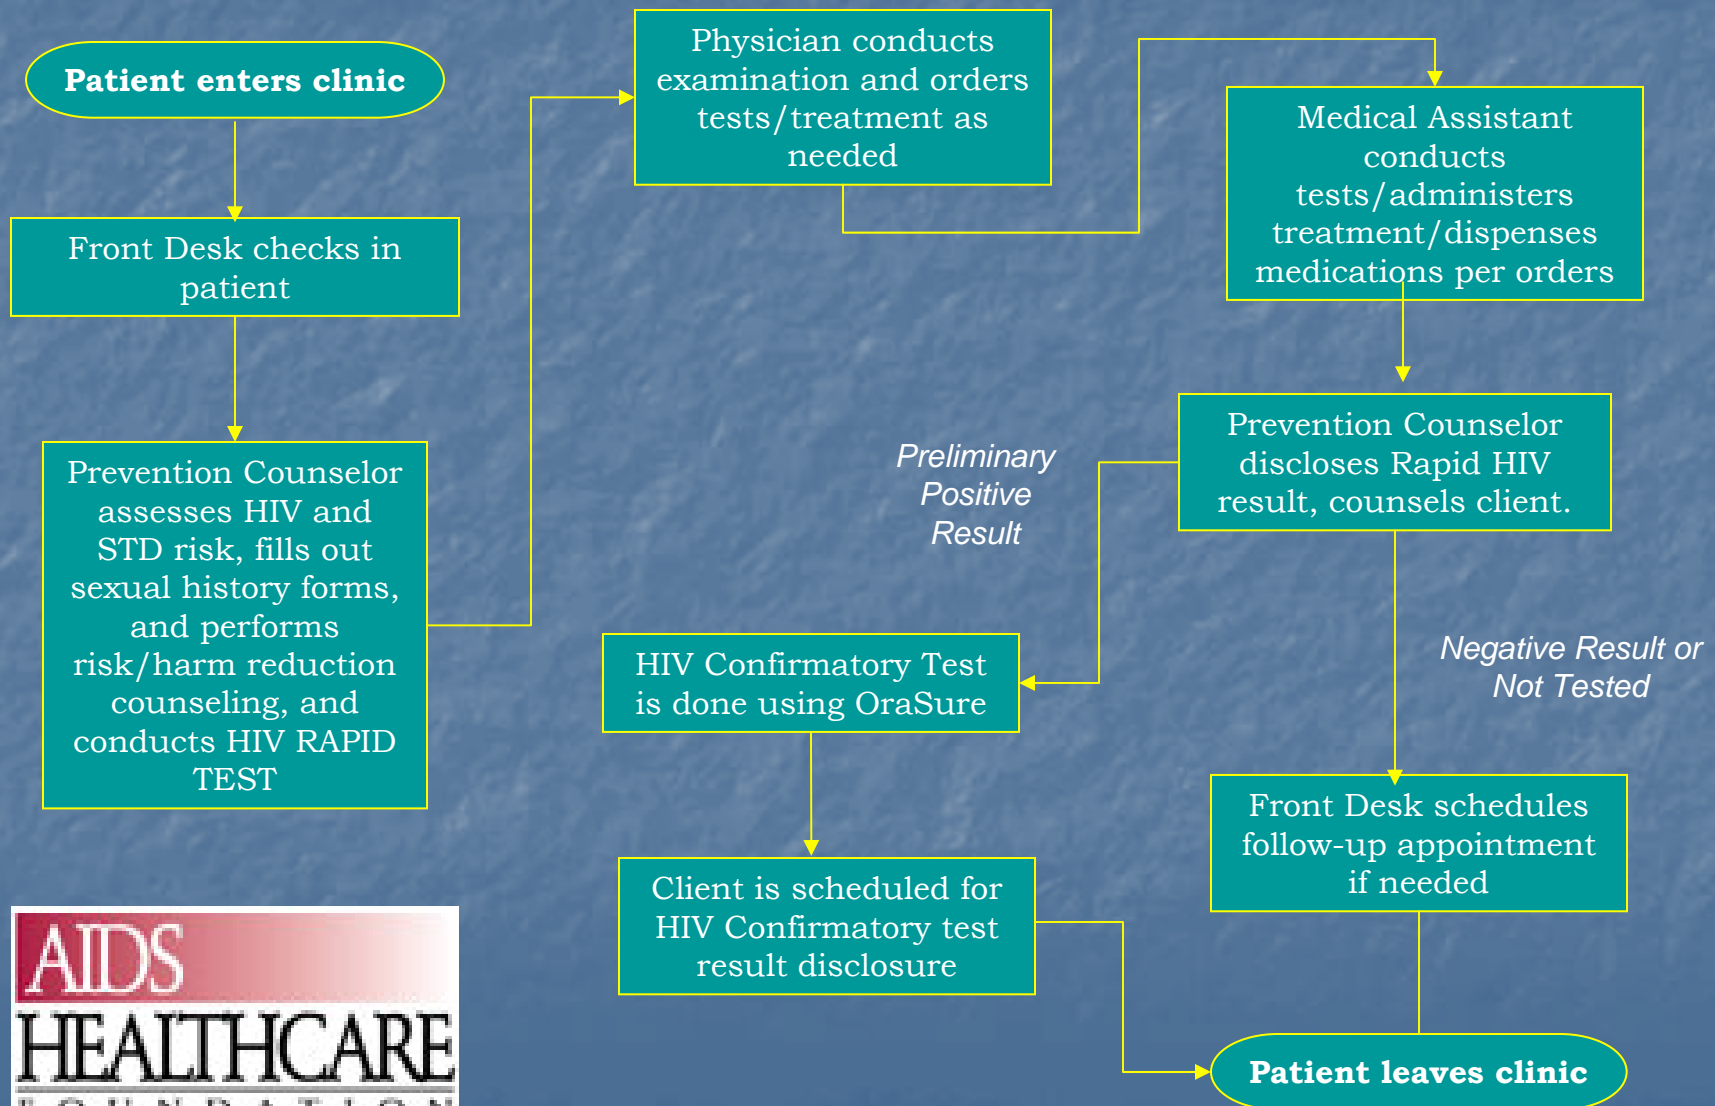 Patient enters clinic
Front Desk checks in
patient
Prevention Counselor
assesses HIV and
STD risk, fills out
sexual history forms,
and performs
risk/harm reduction
counseling, and
conducts HIV RAPID
TEST
Physician conducts
examination and orders
tests/treatment as
needed
Medical Assistant
conducts
tests/administers
treatment/dispenses
medications per orders
Prevention Counselor
discloses Rapid HIV
result, counsels client.
Preliminary
Positive
Result
HIV Confirmatory Test
is done using OraSure
Client is scheduled for
HIV Confirmatory test
result disclosure
Negative Result or
Not Tested
Front Desk schedules
follow-up appointment
if needed
Patient leaves clinic
AIDS
HEALTHCARE
FOUNDATION